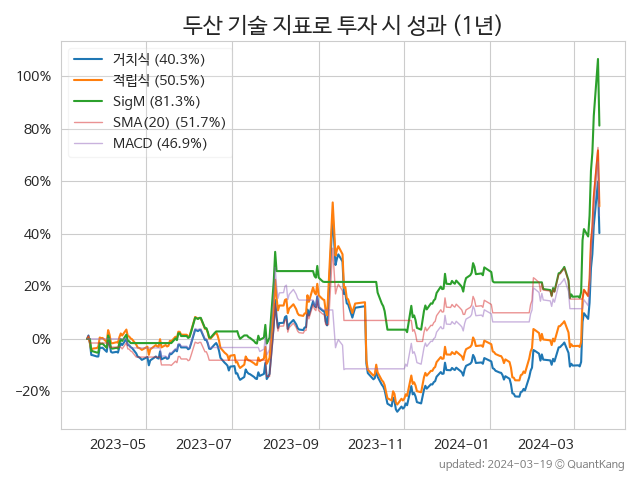 두산 기술 지표로 투자 시 성과 (1년)
거치식 (40.3%)
적립식 (50.5%)
SigM (81.3%)
SMA(20) (51.7%)
MACD (46.9%)
100%
80%
60%
40%
20%
0%
−20%
2023-05 2023-07 2023-09 2023-11 2024-01 2024-03
updated: 2024-03-19 © QuantKang